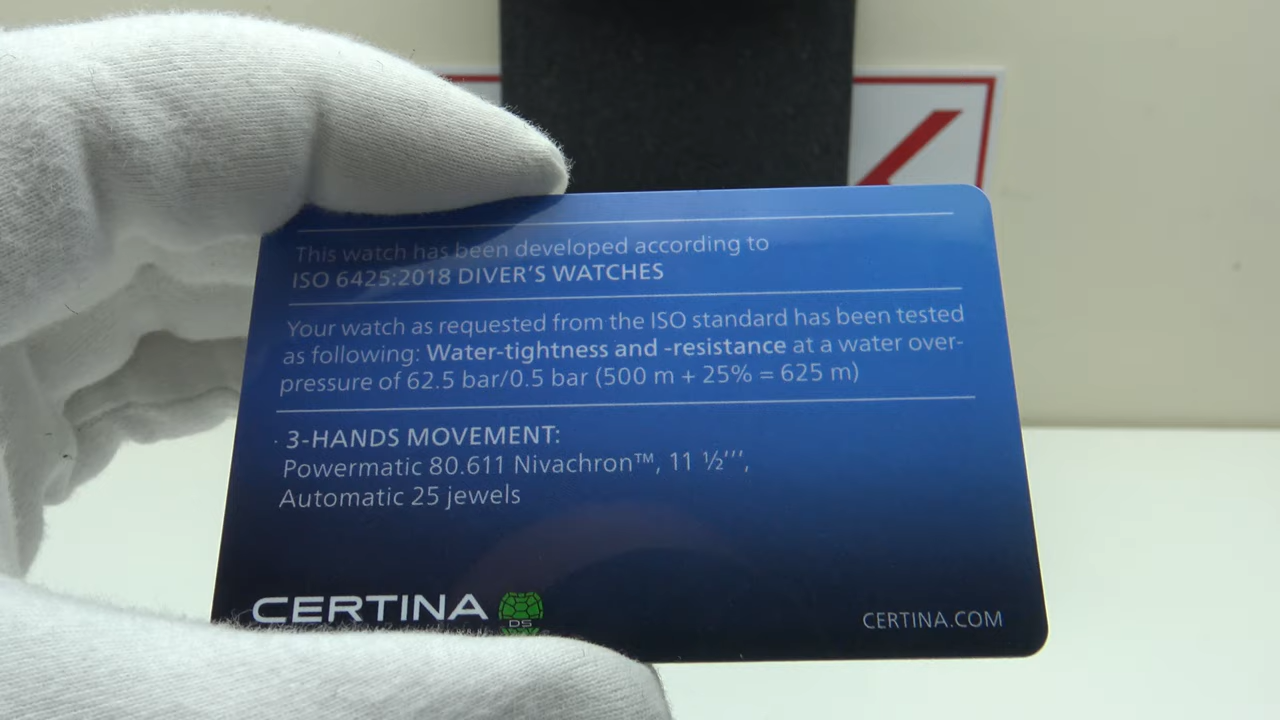 This watch has been developed according to
ISO 6425:2018 DIVER'S WATCHES
Your watch as requested from the ISO standard has been tested
as following: Water-tightness and -resistance at a water over-
pressure of 62.5 bar/0.5 bar (500 m + 25% = 625 m)
3-HANDS MOVEMENT:
Powermatic 80.611 Nivachron™, 11 ½''',
Automatic 25 jewels
CERTINA DS
CERTINA.COM